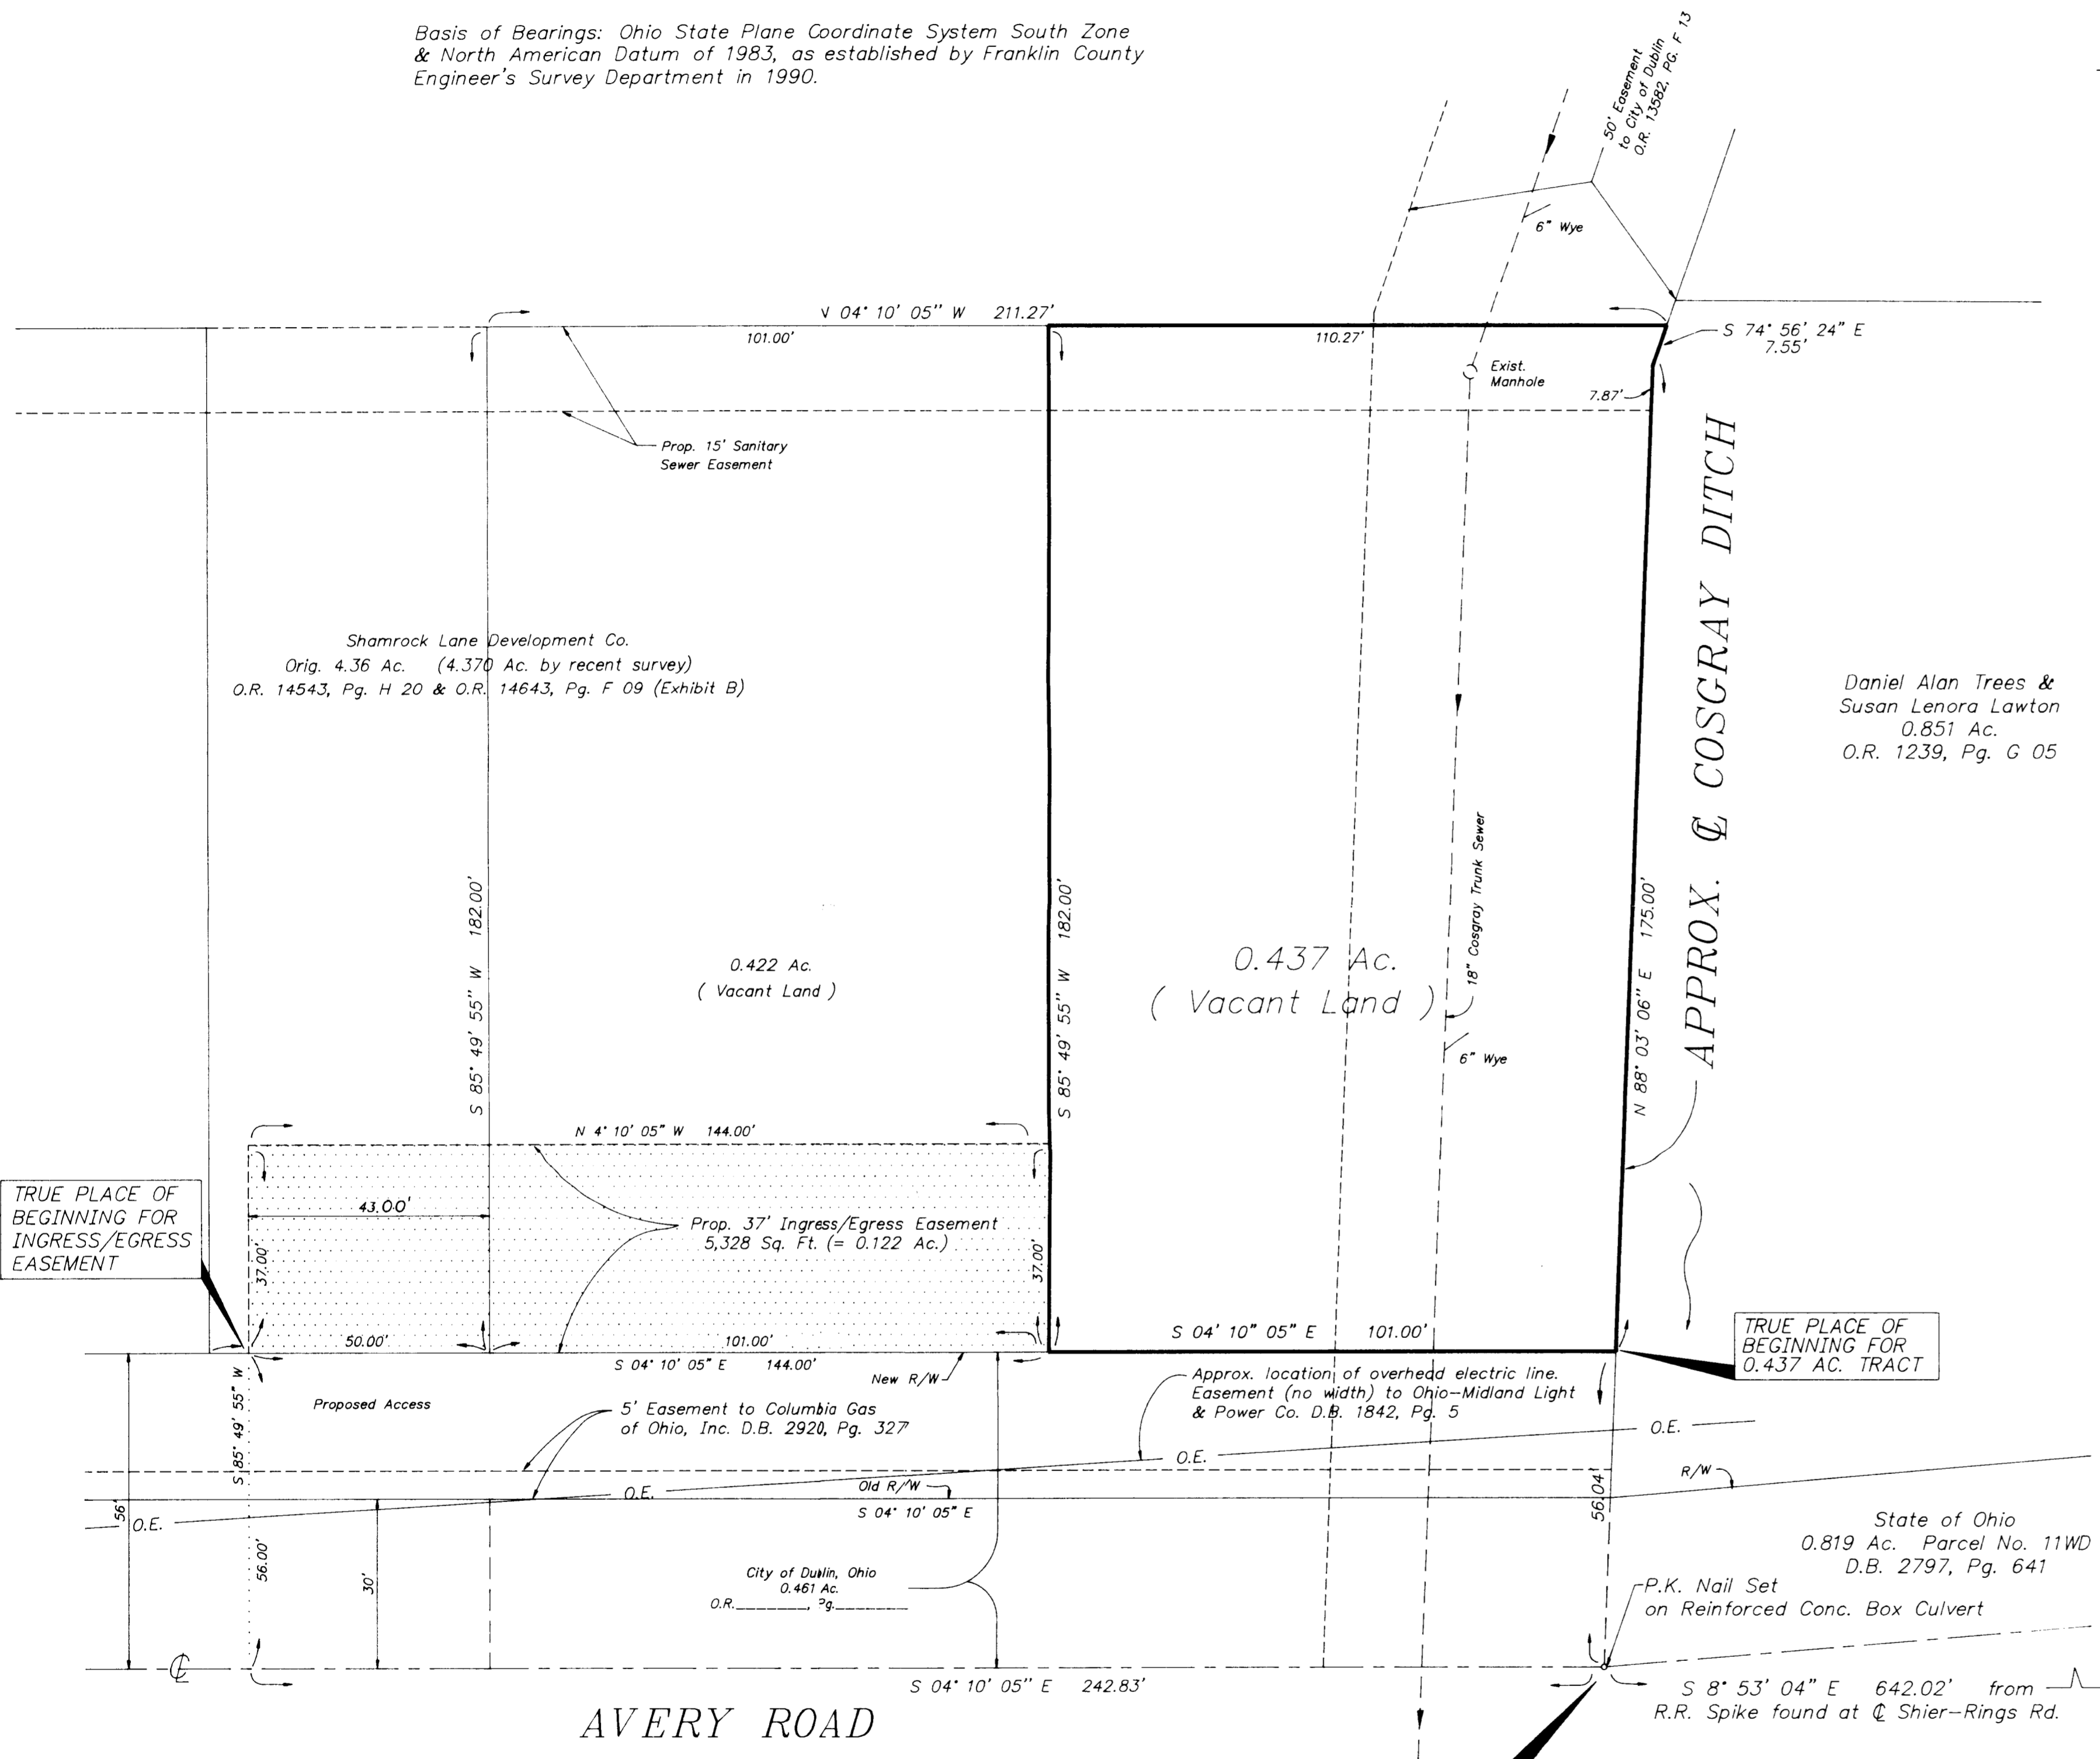 Basis of Bearings: Ohio State Plane Coordinate System South Zone
& North American Datum of 1983, as established by Franklin County
Engineer's Survey Department in 1990.
50' Easement
to City of Dublin
O.R. 13582, PG. F 13
6" Wye
04° 10' 05'' W 211.27'
101.00'
110.27'
S 74° 56' 24" E
7.55'
Exist.
Manhole
7.87'
Prop. 15' Sanitary
Sewer Easement
APPROX. ℄ COSGRAY DITCH
Shamrock Lane Development Co.
Orig. 4.36 Ac. (4.370 Ac. by recent survey)
O.R. 14543, Pg. H 20 & O.R. 14643, Pg. F 09 (Exhibit B)
Daniel Alan Trees &
Susan Lenora Lawton
0.851 Ac.
O.R. 1239, Pg. G 05
S 85° 49' 55" W 182.00'
0.422 Ac.
( Vacant Land )
S 85° 49' 55" W 182.00'
0.437 Ac.
( Vacant Land )
18" Cosgray Trunk Sewer
6" Wye
N 88° 03' 06" E 175.00'
N 4° 10' 05" W 144.00'
TRUE PLACE OF
BEGINNING FOR
INGRESS/EGRESS
EASEMENT
43.00'
37.00'
Prop. 37' Ingress/Egress Easement
5,328 Sq. Ft. (= 0.122 Ac.)
37.00'
50.00'
101.00'
S 04° 10' 05" E 144.00'
New R/W
S 04° 10" 05" E 101.00'
TRUE PLACE OF
BEGINNING FOR
0.437 AC. TRACT
S 85° 49' 55" W
Proposed Access
5' Easement to Columbia Gas
of Ohio, Inc. D.B. 2920, Pg. 327
Approx. location of overhead electric line.
Easement (no width) to Ohio-Midland Light
& Power Co. D.B. 1842, Pg. 5
O.E.
O.E.
O.E.
O.E.
Old R/W
S 04° 10' 05" E
R/W
56'
56.00'
30'
56.04
City of Dublin, Ohio
0.461 Ac.
O.R.________, Pg.________
State of Ohio
0.819 Ac. Parcel No. 11WD
D.B. 2797, Pg. 641
P.K. Nail Set
on Reinforced Conc. Box Culvert
℄
S 04° 10' 05" E 242.83'
AVERY ROAD
S 8° 53' 04" E 642.02' from
R.R. Spike found at ℄ Shier-Rings Rd.